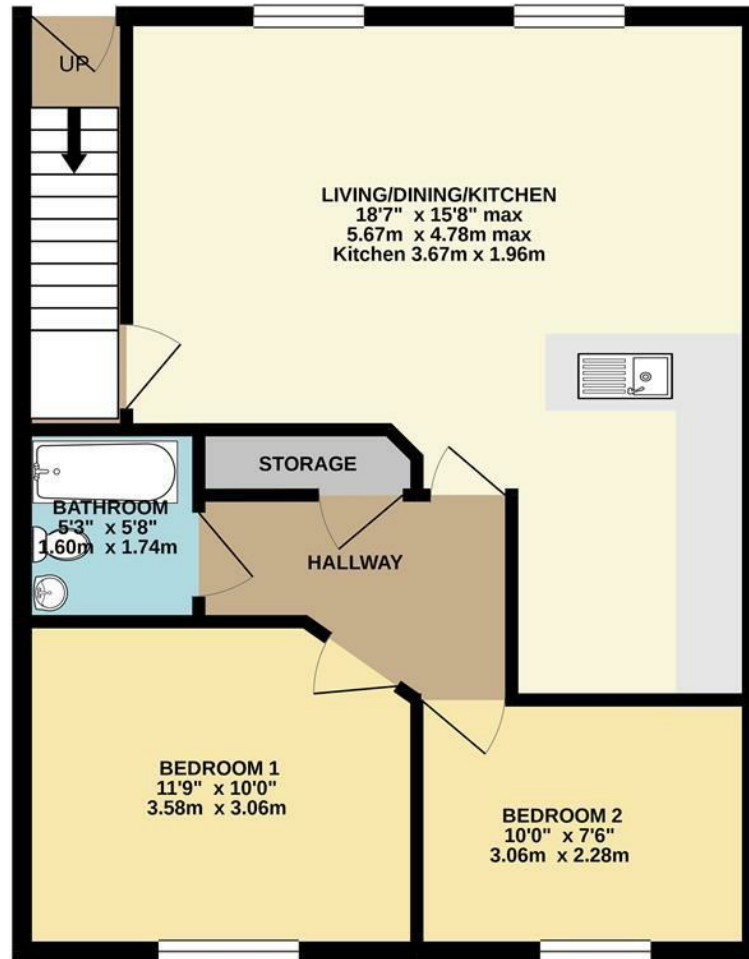 UP
LIVING/DINING/KITCHEN
18'7" x 15'8" max
5.67m x 4.78m max
Kitchen 3.67m x 1.96m
STORAGE
BATHROOM
5'3" x 5'8"
1.60m x 1.74m
HALLWAY
BEDROOM 1
11'9" x 10'0"
3.58m x 3.06m
BEDROOM 2
10'0" x 7'6"
3.06m x 2.28m